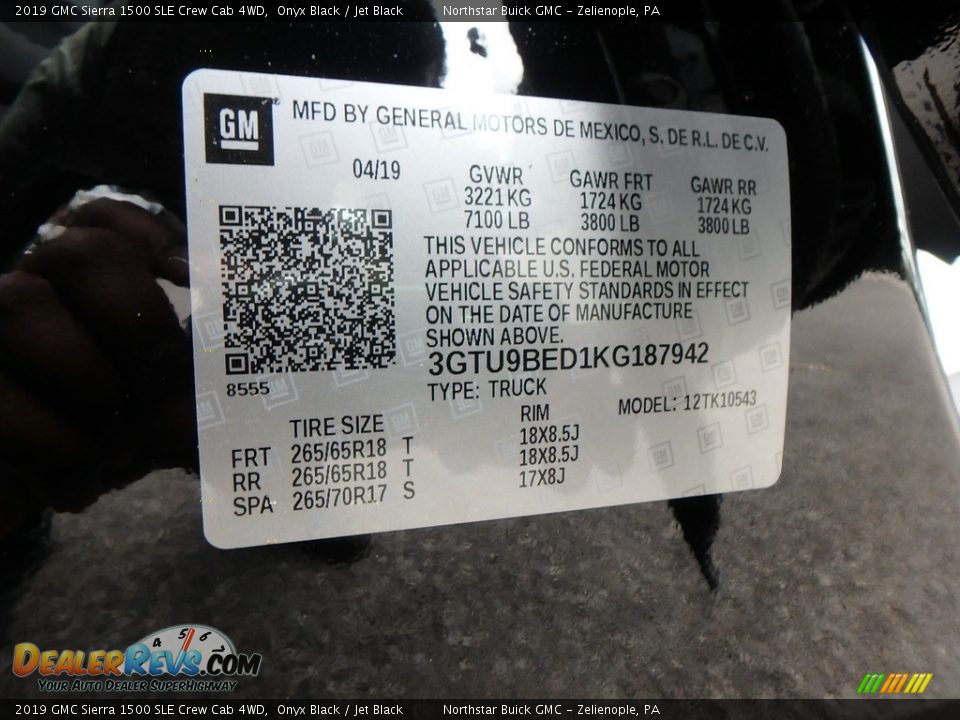 2019 GMC Sierra 1500 SLE Crew Cab 4WD, Onyx Black / Jet Black Northstar Buick GMC - Zelienople, PA
GM
MFD BY GENERAL MOTORS DE MEXICO, S. DE R.L. DE C.V.
04/19 GVWR GAWR FRT GAWR RR
3221 KG 1724 KG 1724 KG
7100 LB 3800 LB 3800 LB
THIS VEHICLE CONFORMS TO ALL
APPLICABLE U.S. FEDERAL MOTOR
VEHICLE SAFETY STANDARDS IN EFFECT
ON THE DATE OF MANUFACTURE
SHOWN ABOVE.
3GTU9BED1KG187942
8555
TYPE: TRUCK MODEL: 12TK10543
TIRE SIZE RIM
FRT 265/65R18 T 18X8.5J
RR 265/65R18 T 18X8.5J
SPA 265/70R17 S 17X8J
4 5 6
DealerRevs.com
Your Auto Dealer SuperHighway
2019 GMC Sierra 1500 SLE Crew Cab 4WD, Onyx Black / Jet Black Northstar Buick GMC - Zelienople, PA